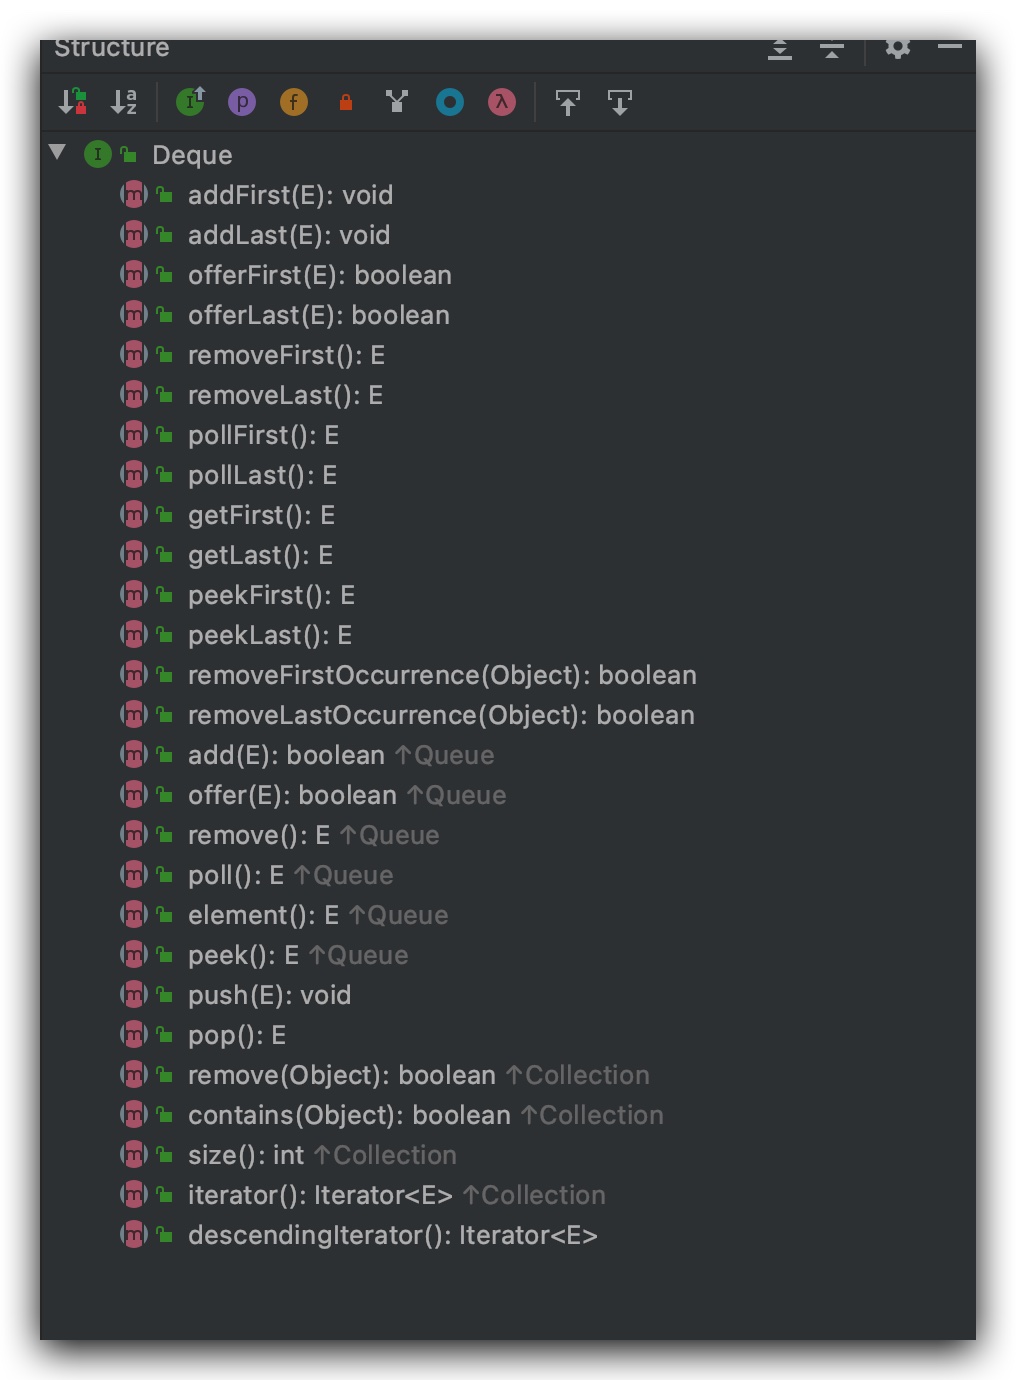 Structure
Deque
addFirst(E): void
addLast(E): void
offerFirst(E): boolean
offerLast(E): boolean
removeFirst(): E
removeLast(): E
pollFirst(): E
pollLast(): E
getFirst(): E
getLast(): E
peekFirst(): E
peekLast(): E
removeFirstOccurrence(Object): boolean
removeLastOccurrence(Object): boolean
add(E): boolean ↑Queue
offer(E): boolean ↑Queue
remove(): E ↑Queue
poll(): E ↑Queue
element(): E ↑Queue
peek(): E ↑Queue
push(E): void
pop(): E
remove(Object): boolean ↑Collection
contains(Object): boolean ↑Collection
size(): int ↑Collection
iterator(): Iterator<E> ↑Collection
descendingIterator(): Iterator<E>